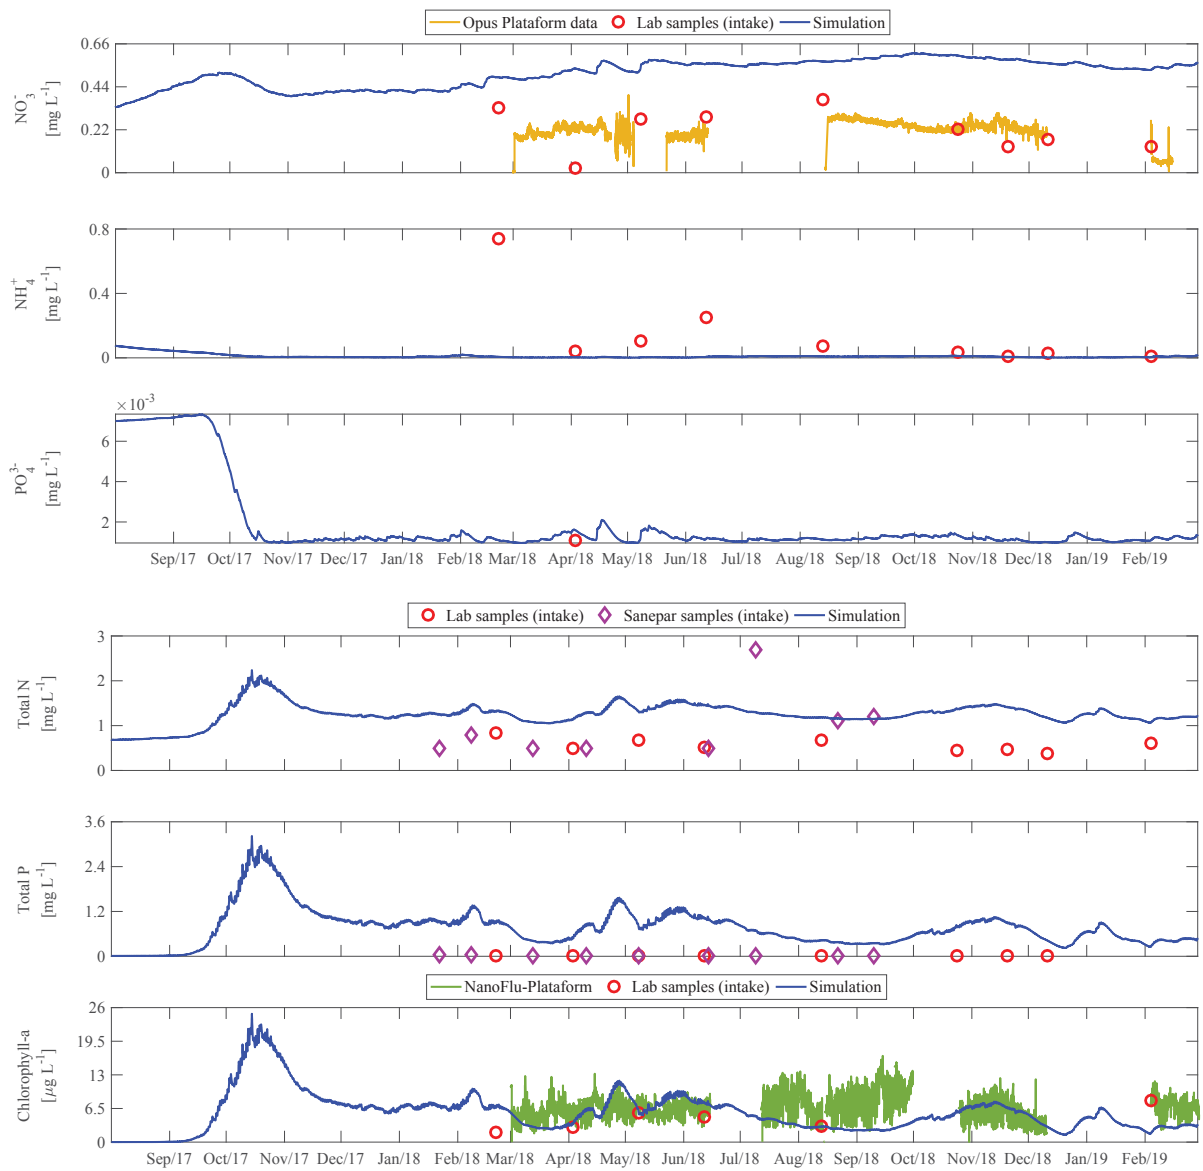 Opus Plataform data Lab samples (intake) Simulation
0.66
0.44
0.22
0
NO3-
[mg L-1]
0.8
0.4
0
NH4+
[mg L-1]
×10-3
6
4
2
PO43-
[mg L-1]
Sep/17 Oct/17 Nov/17 Dec/17 Jan/18 Feb/18 Mar/18 Apr/18 May/18 Jun/18 Jul/18 Aug/18 Sep/18 Oct/18 Nov/18 Dec/18 Jan/19 Feb/19
Lab samples (intake) Sanepar samples (intake) Simulation
3
2
1
0
Total N
[mg L-1]
3.6
2.4
1.2
0
Total P
[mg L-1]
NanoFlu-Plataform Lab samples (intake) Simulation
26
19.5
13
6.5
0
Chlorophyll-a
[μg L-1]
Sep/17 Oct/17 Nov/17 Dec/17 Jan/18 Feb/18 Mar/18 Apr/18 May/18 Jun/18 Jul/18 Aug/18 Sep/18 Oct/18 Nov/18 Dec/18 Jan/19 Feb/19